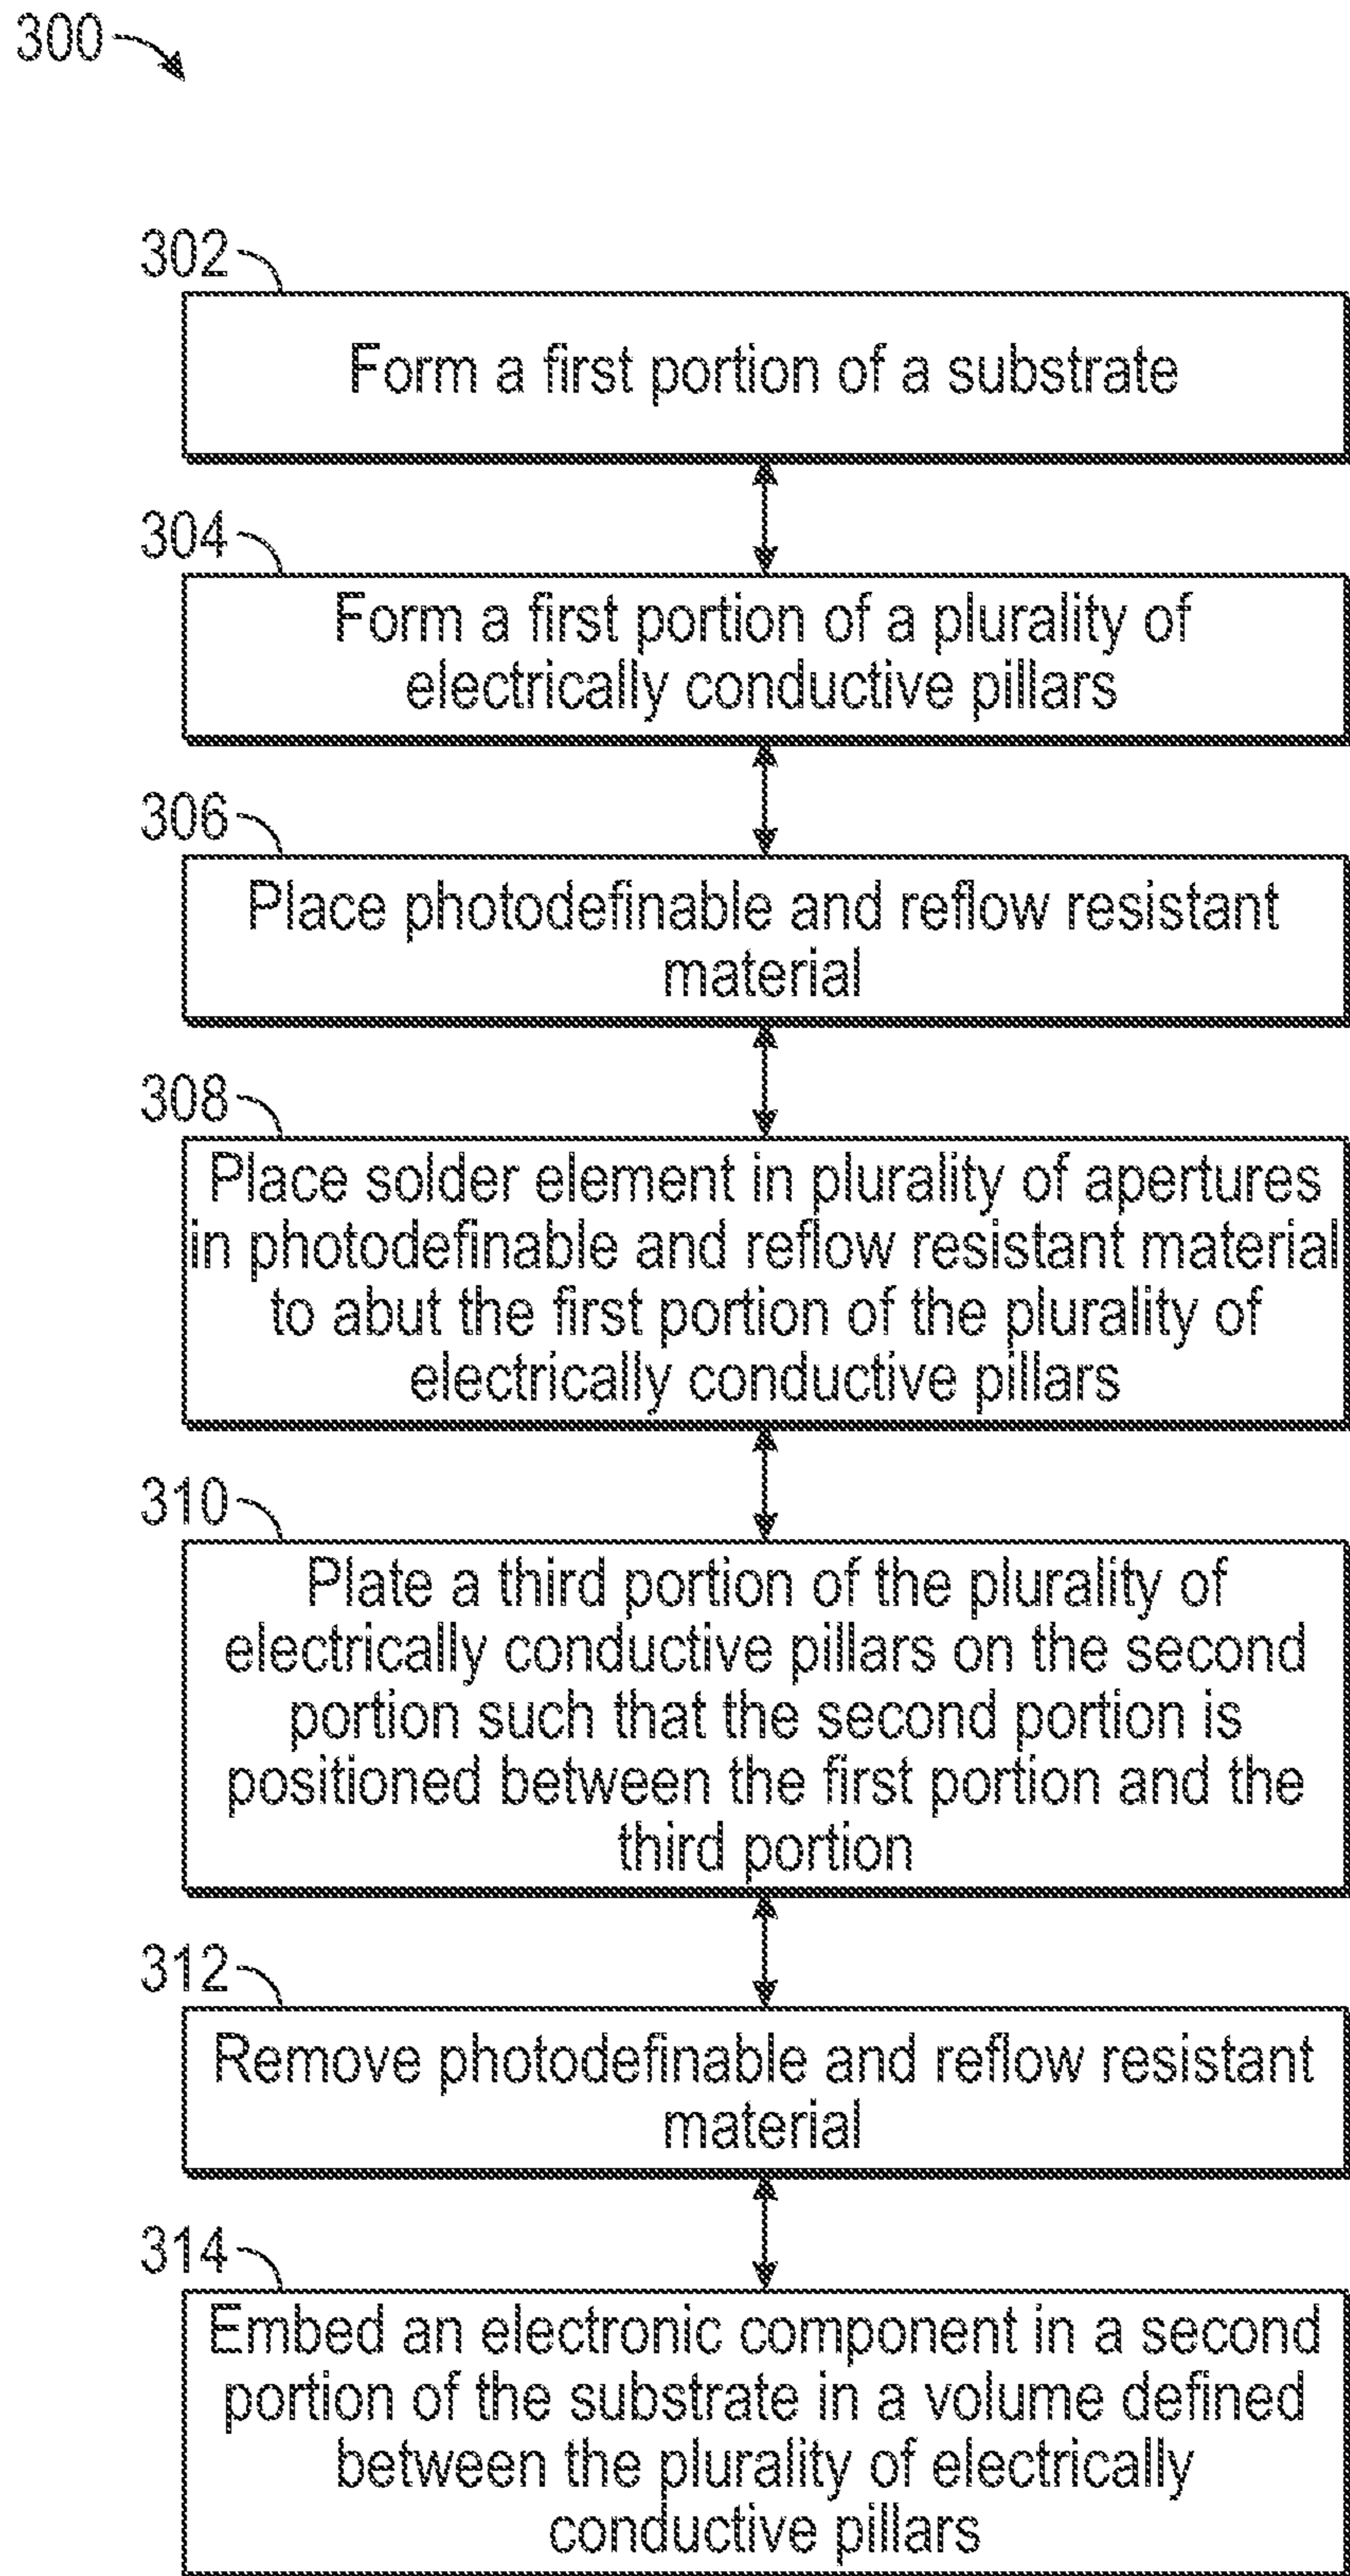 300
302
Form a first portion of a substrate
304
Form a first portion of a plurality of
electrically conductive pillars
306
Place photodefinable and reflow resistant
material
308
Place solder element in plurality of apertures
in photodefinable and reflow resistant material
to abut the first portion of the plurality of
electrically conductive pillars
310
Plate a third portion of the plurality of
electrically conductive pillars on the second
portion such that the second portion is
positioned between the first portion and the
third portion
312
Remove photodefinable and reflow resistant
material
314
Embed an electronic component in a second
portion of the substrate in a volume defined
between the plurality of electrically
conductive pillars